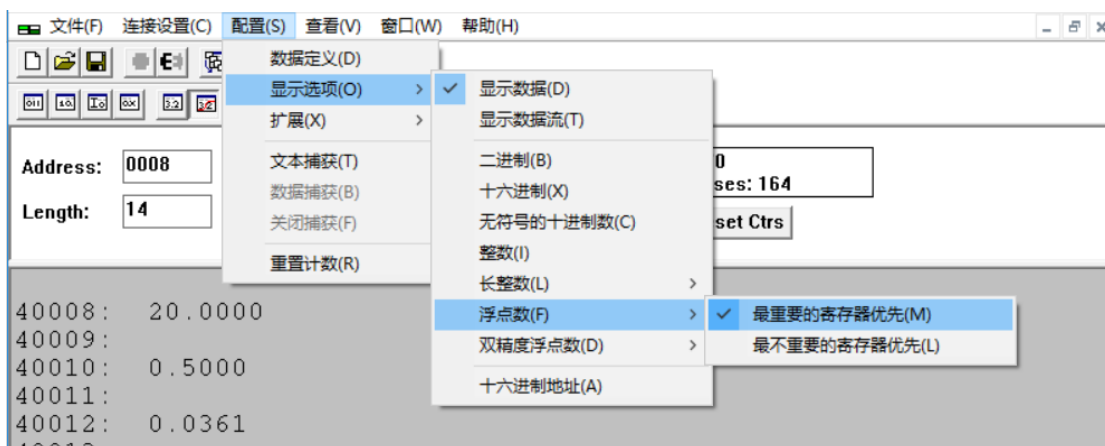 文件(F) 连接设置(C) 配置(S) 查看(V) 窗口(W) 帮助(H)
数据定义(D)
显示选项(O)
扩展(X)
文本捕获(T)
数据捕获(B)
关闭捕获(F)
重置计数(R)
显示数据(D)
显示数据流(T)
二进制(B)
十六进制(X)
无符号的十进制数(C)
整数(I)
长整数(L)
浮点数(F)
双精度浮点数(D)
十六进制地址(A)
最重要的寄存器优先(M)
最不重要的寄存器优先(L)
Address: 0008
Length: 14
0
ses: 164
set Ctrs
40008: 20.0000
40009:
40010: 0.5000
40011:
40012: 0.0361